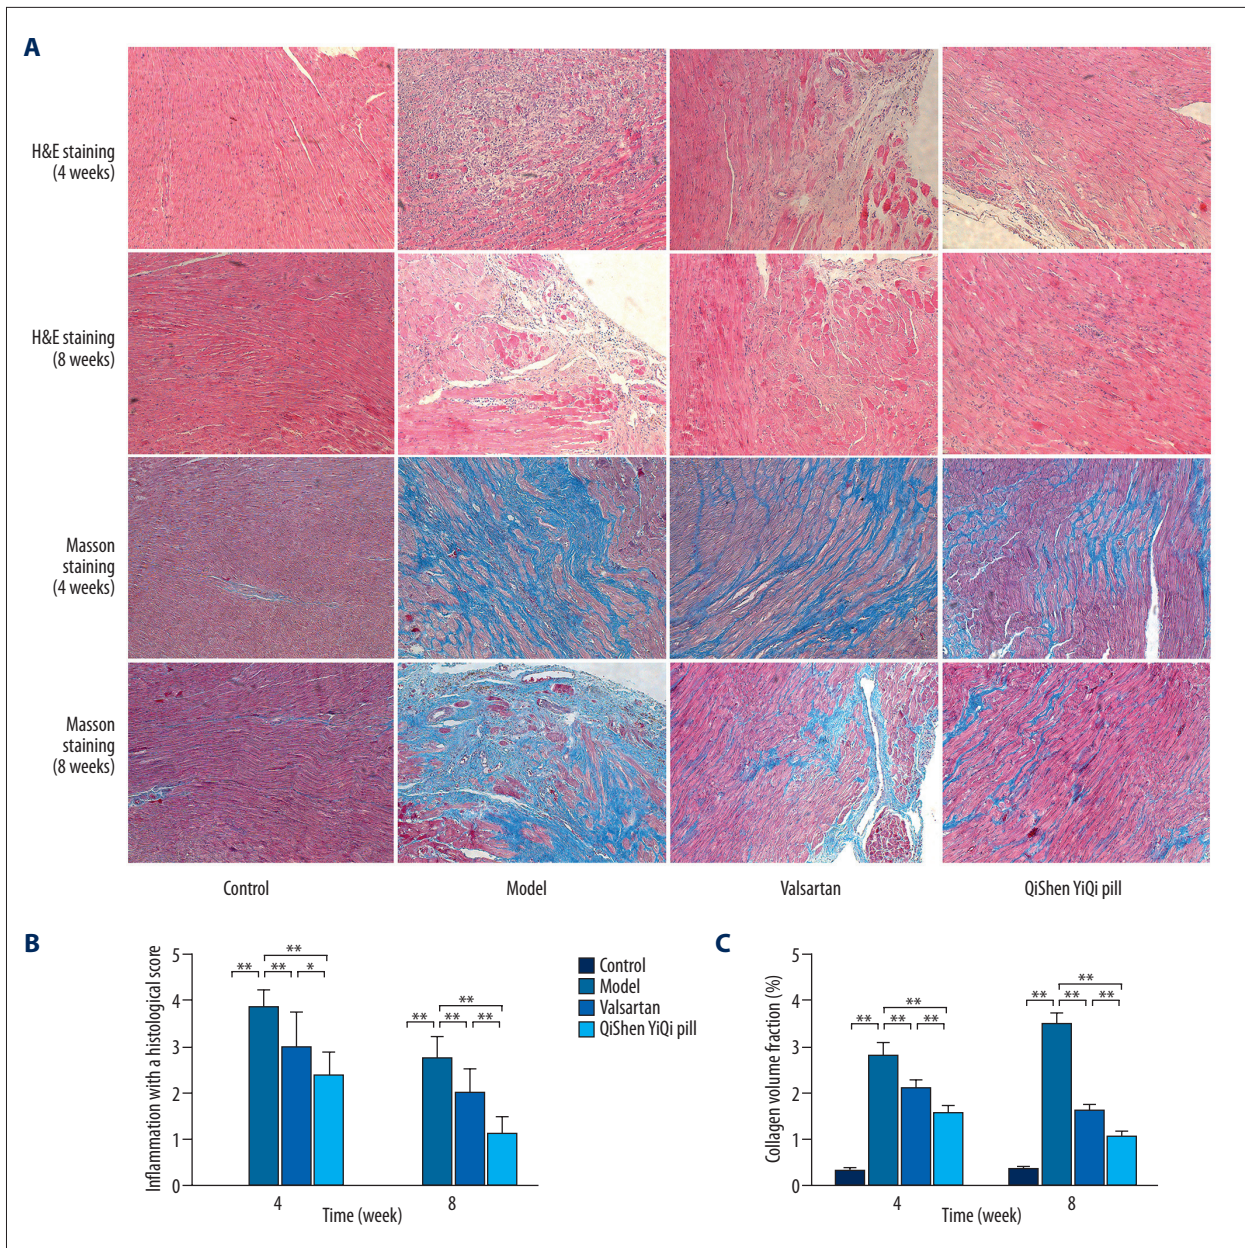 A
H&E staining
(4 weeks)
H&E staining
(8 weeks)
Masson
staining
(4 weeks)
Masson
staining
(8 weeks)
Control
Model
Valsartan
QiShen YiQi pill
B
Inflammation with a histological score
5
4
3
2
1
0
**
** ** *
**
** ** **
4
8
Time (week)
Control
Model
Valsartan
QiShen YiQi pill
C
Collagen volume fraction (%)
5
4
3
2
1
0
**
** ** **
**
** ** **
4
8
Time (week)